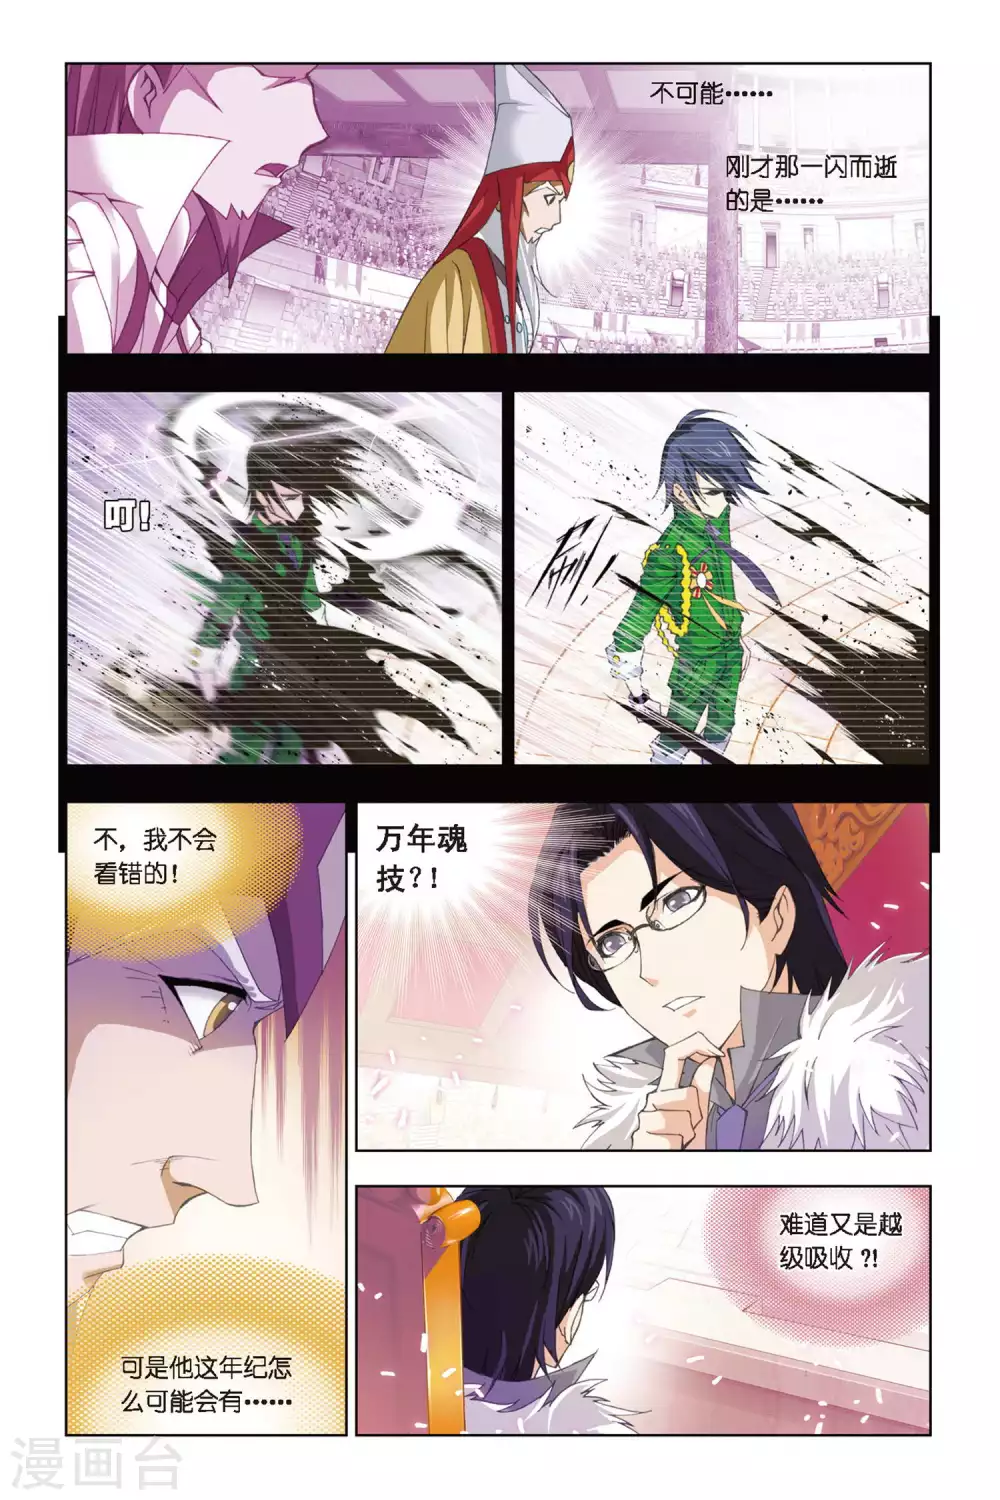 不可能……
刚才那一闪而逝
的是……
叮!
不，我不会
看错的!
万年魂
技?!
难道又是越
级吸收?!
可是他这年纪怎
么可能会有……
漫画台